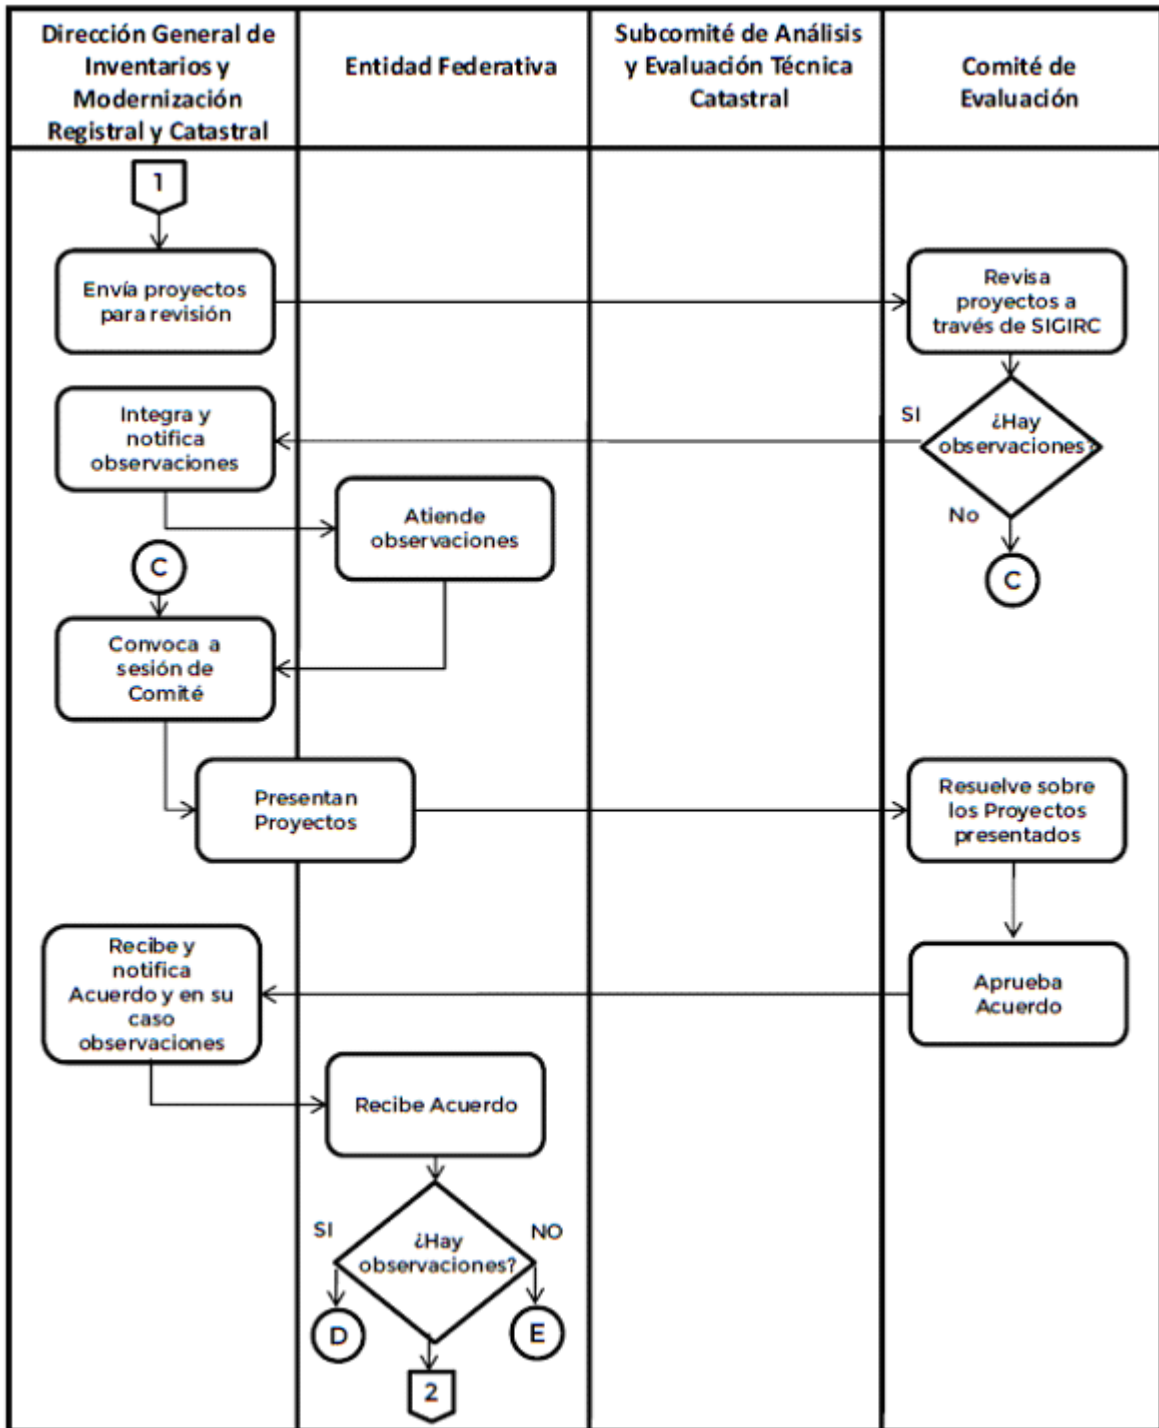 Dirección General de
Inventarios y
Modernización
Registral y Catastral
Entidad Federativa
Subcomité de Análisis
y Evaluación Técnica
Catastral
Comité de
Evaluación
1
Envía proyectos
para revisión
Revisa
proyectos a
través de SIGIRC
¿Hay
observaciones?
SI
No
C
Integra y
notifica
observaciones
Atiende
observaciones
C
Convoca a
sesión de
Comité
Presentan
Proyectos
Resuelve sobre
los Proyectos
presentados
Aprueba
Acuerdo
Recibe y
notifica
Acuerdo y en su
caso
observaciones
Recibe Acuerdo
¿Hay
observaciones?
SI
NO
D
E
2